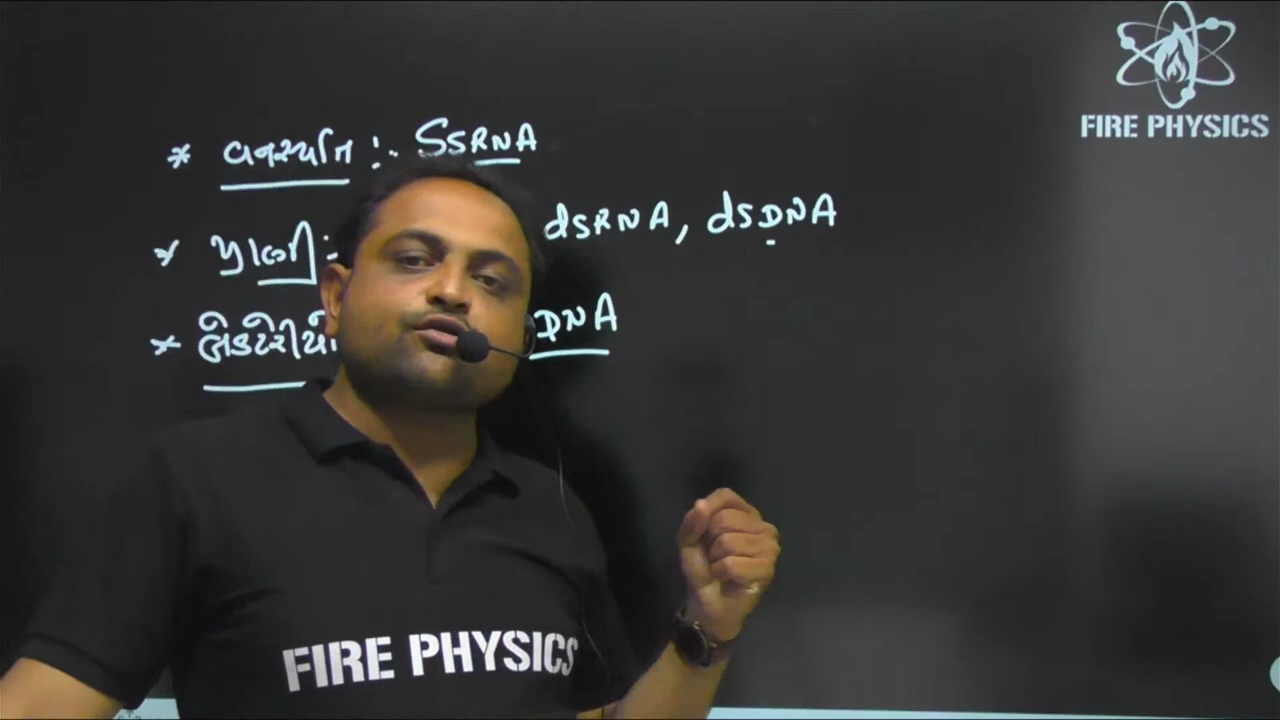 FIRE PHYSICS
* વનસ્પતિ :- SsRNA
* પ્રાણી : dsRNA, dsDNA
* DNA
FIRE PHYSICS